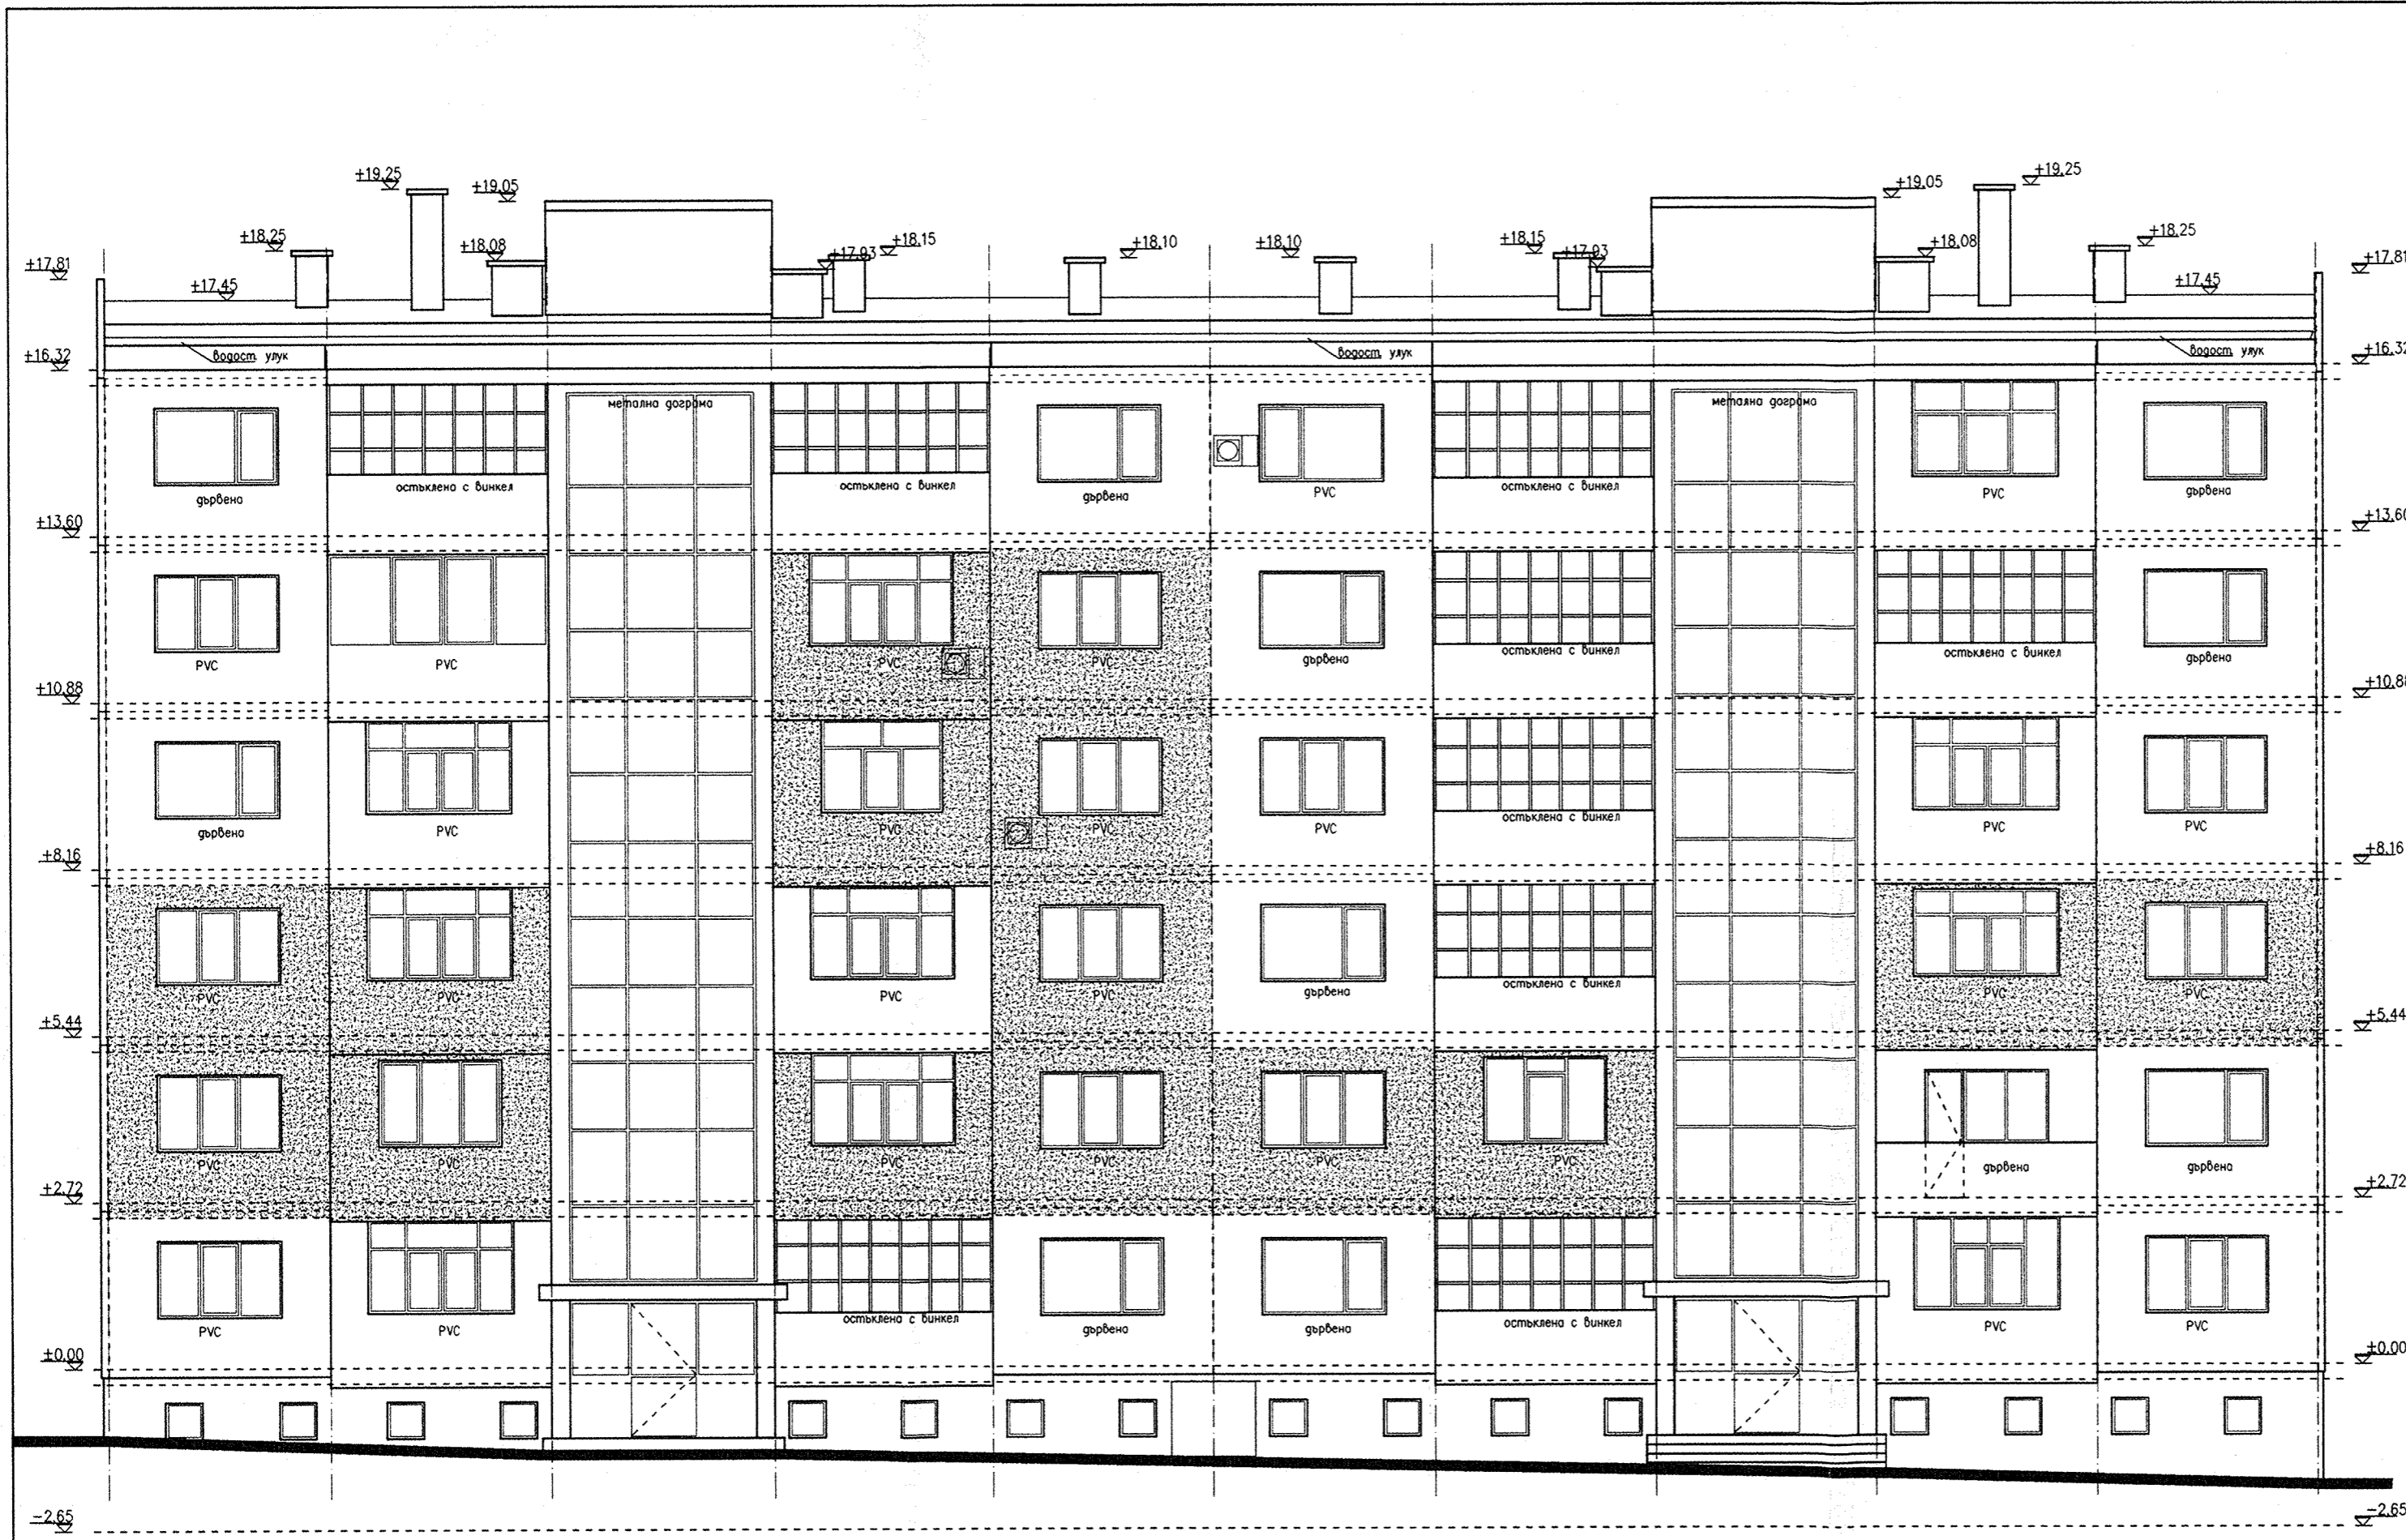 +19.25
+19.05
+19.05
+19.25
+18.25
+18.08
+17.93
+18.15
+18.10
+18.10
+18.15
+17.93
+18.08
+18.25
+17.81
+17.45
+17.45
+17.81
+16.32
водост. улук
водост. улук
водост. улук
+16.32
метална дограма
метална дограма
дървена
остъклена с винкел
остъклена с винкел
дървена
PVC
остъклена с винкел
PVC
дървена
+13.60
+13.60
PVC
PVC
PVC
PVC
дървена
остъклена с винкел
остъклена с винкел
дървена
+10.88
+10.88
дървена
PVC
PVC
PVC
PVC
остъклена с винкел
PVC
PVC
+8.16
+8.16
PVC
PVC
PVC
PVC
дървена
остъклена с винкел
PVC
PVC
+5.44
+5.44
PVC
PVC
PVC
PVC
PVC
PVC
дървена
дървена
+2.72
+2.72
PVC
PVC
остъклена с винкел
дървена
дървена
остъклена с винкел
PVC
PVC
±0.00
±0.00
-2.65
-2.65